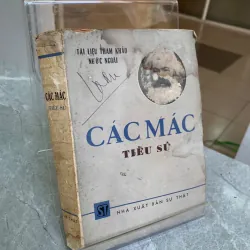 TÀI LIỆU THAM KHẢO
NƯỚC NGOÀI
CÁC MÁC
TIỂU SỬ
ST
NHÀ XUẤT BẢN SỰ THẬT
CÁC MÁC